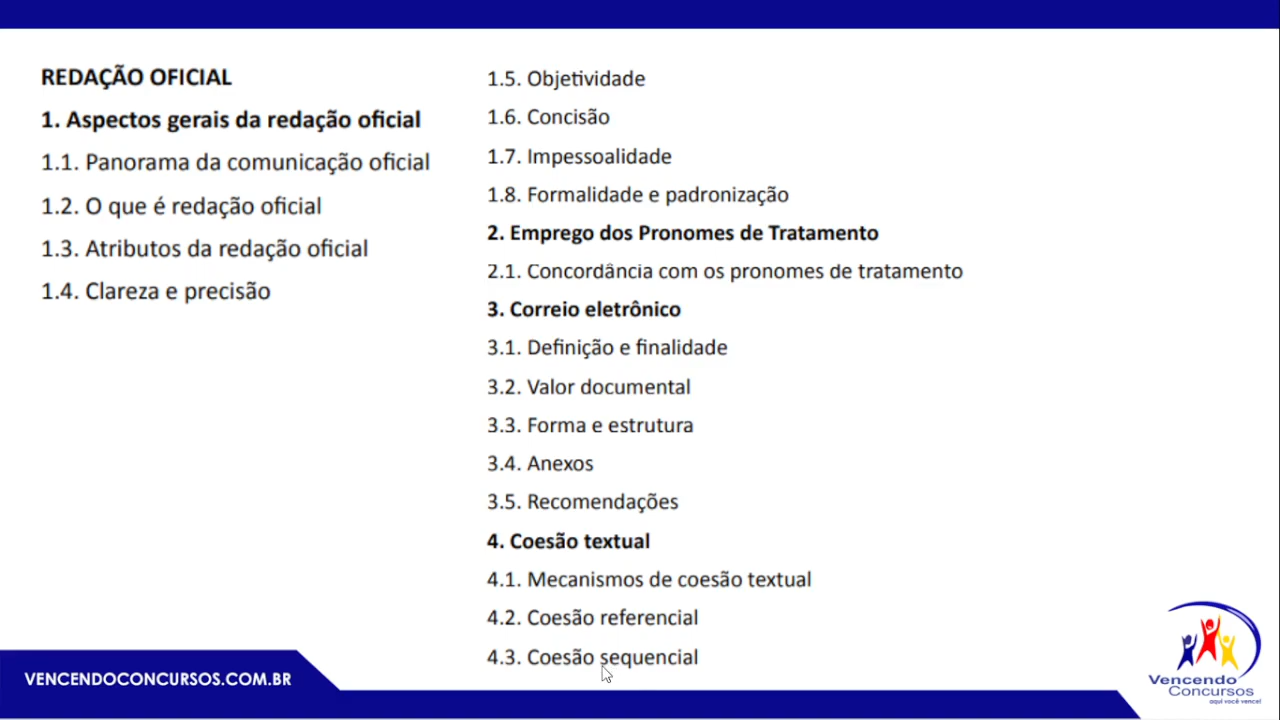 REDAÇÃO OFICIAL
1. Aspectos gerais da redação oficial
1.1. Panorama da comunicação oficial
1.2. O que é redação oficial
1.3. Atributos da redação oficial
1.4. Clareza e precisão
1.5. Objetividade
1.6. Concisão
1.7. Impessoalidade
1.8. Formalidade e padronização
2. Emprego dos Pronomes de Tratamento
2.1. Concordância com os pronomes de tratamento
3. Correio eletrônico
3.1. Definição e finalidade
3.2. Valor documental
3.3. Forma e estrutura
3.4. Anexos
3.5. Recomendações
4. Coesão textual
4.1. Mecanismos de coesão textual
4.2. Coesão referencial
4.3. Coesão sequencial
VENCENDOCONCURSOS.COM.BR
Vencendo
Concursos
aqui você vence!